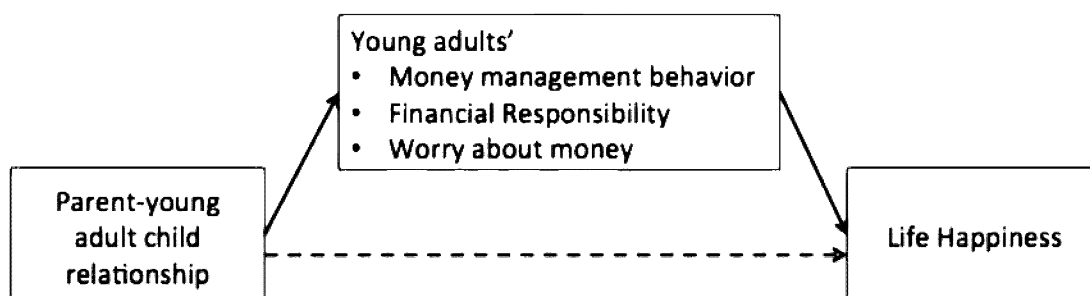 Young adults'
• Money management behavior
• Financial Responsibility
• Worry about money
Parent-young
adult child
relationship
Life Happiness